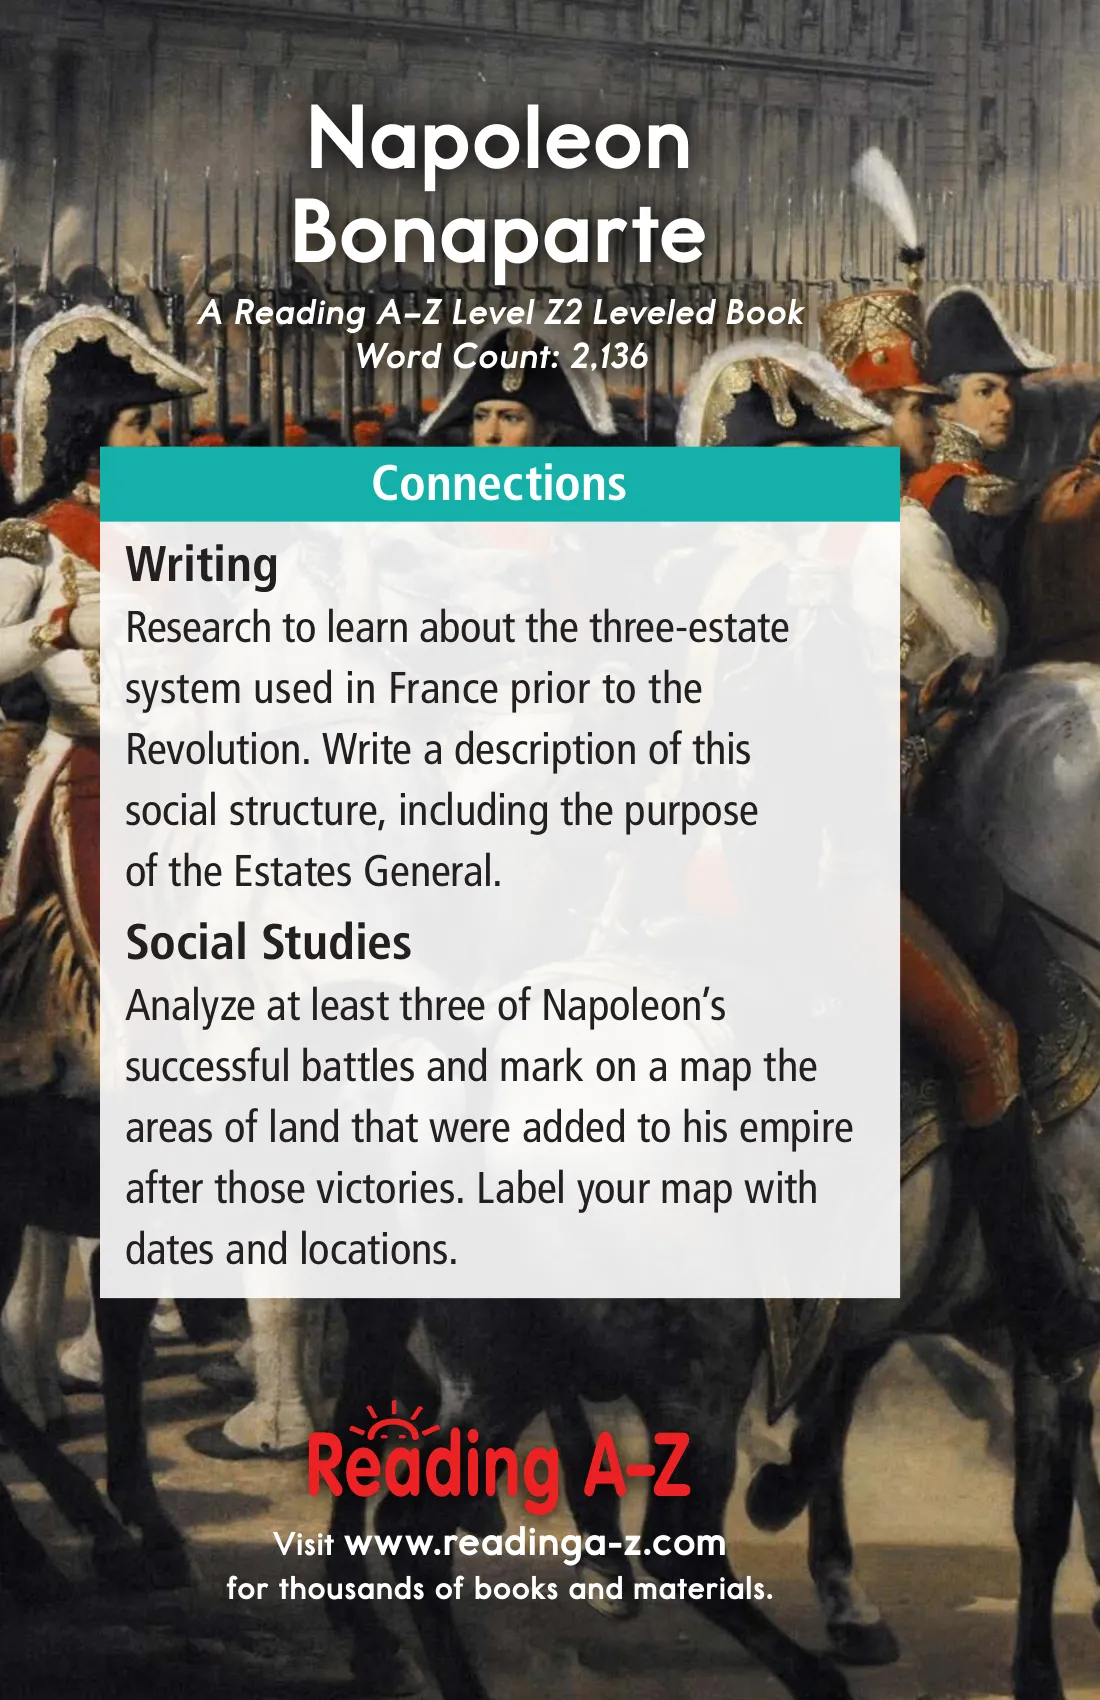 Napoleon
Bonaparte
A Reading A–Z Level Z2 Leveled Book
Word Count: 2,136
Connections
Writing
Research to learn about the three-estate
system used in France prior to the
Revolution. Write a description of this
social structure, including the purpose
of the Estates General.
Social Studies
Analyze at least three of Napoleon’s
successful battles and mark on a map the
areas of land that were added to his empire
after those victories. Label your map with
dates and locations.
Reading A–Z
Visit www.readinga-z.com
for thousands of books and materials.